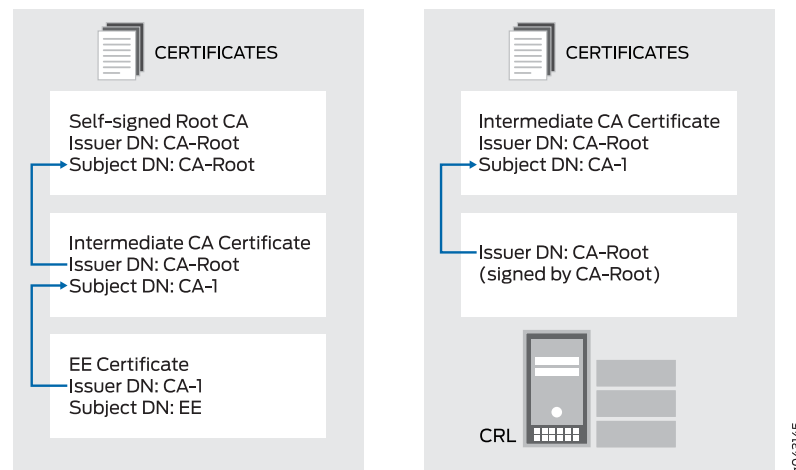 CERTIFICATES
Self-signed Root CA
Issuer DN: CA-Root
Subject DN: CA-Root
Intermediate CA Certificate
Issuer DN: CA-Root
Subject DN: CA-1
EE Certificate
Issuer DN: CA-1
Subject DN: EE
CERTIFICATES
Intermediate CA Certificate
Issuer DN: CA-Root
Subject DN: CA-1
Issuer DN: CA-Root
(signed by CA-Root)
CRL